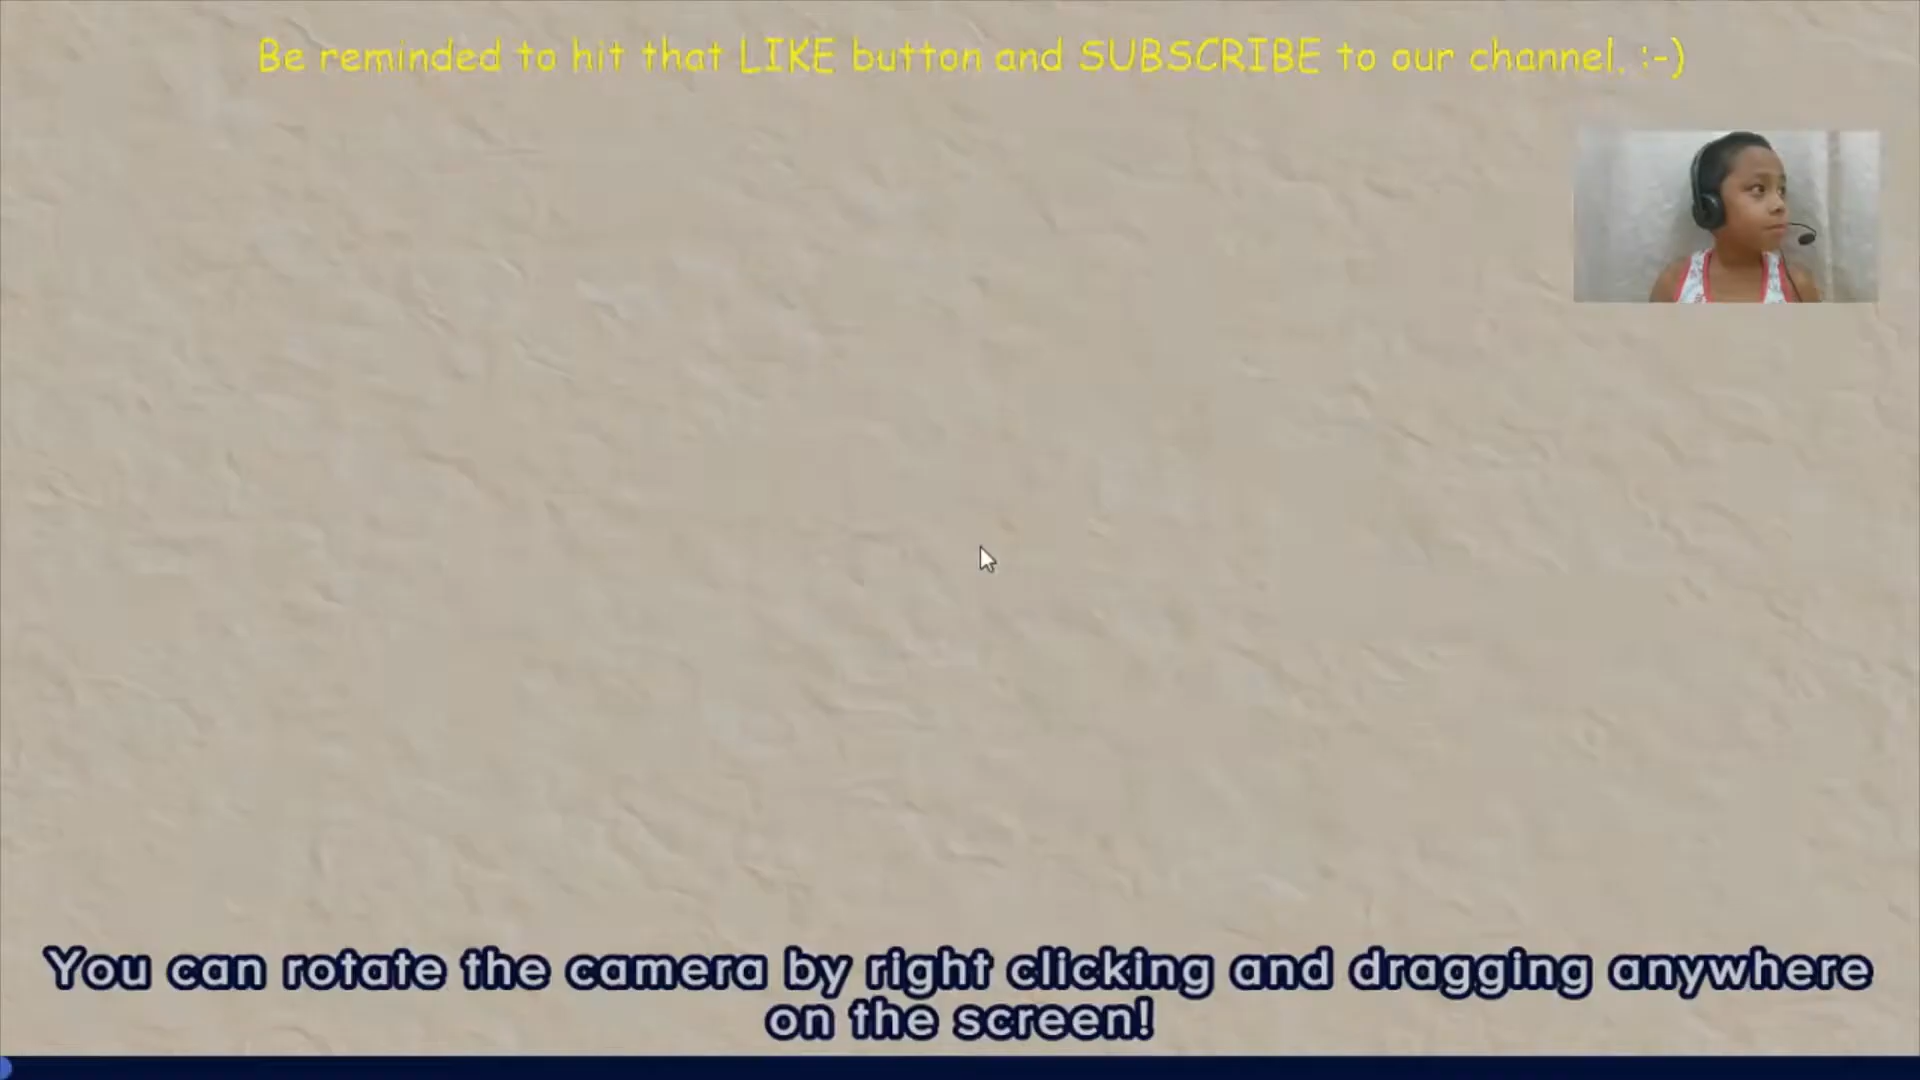 Be reminded to hit that LIKE button and SUBSCRIBE to our channel. :-)
You can rotate the camera by right clicking and dragging anywhere
on the screen!